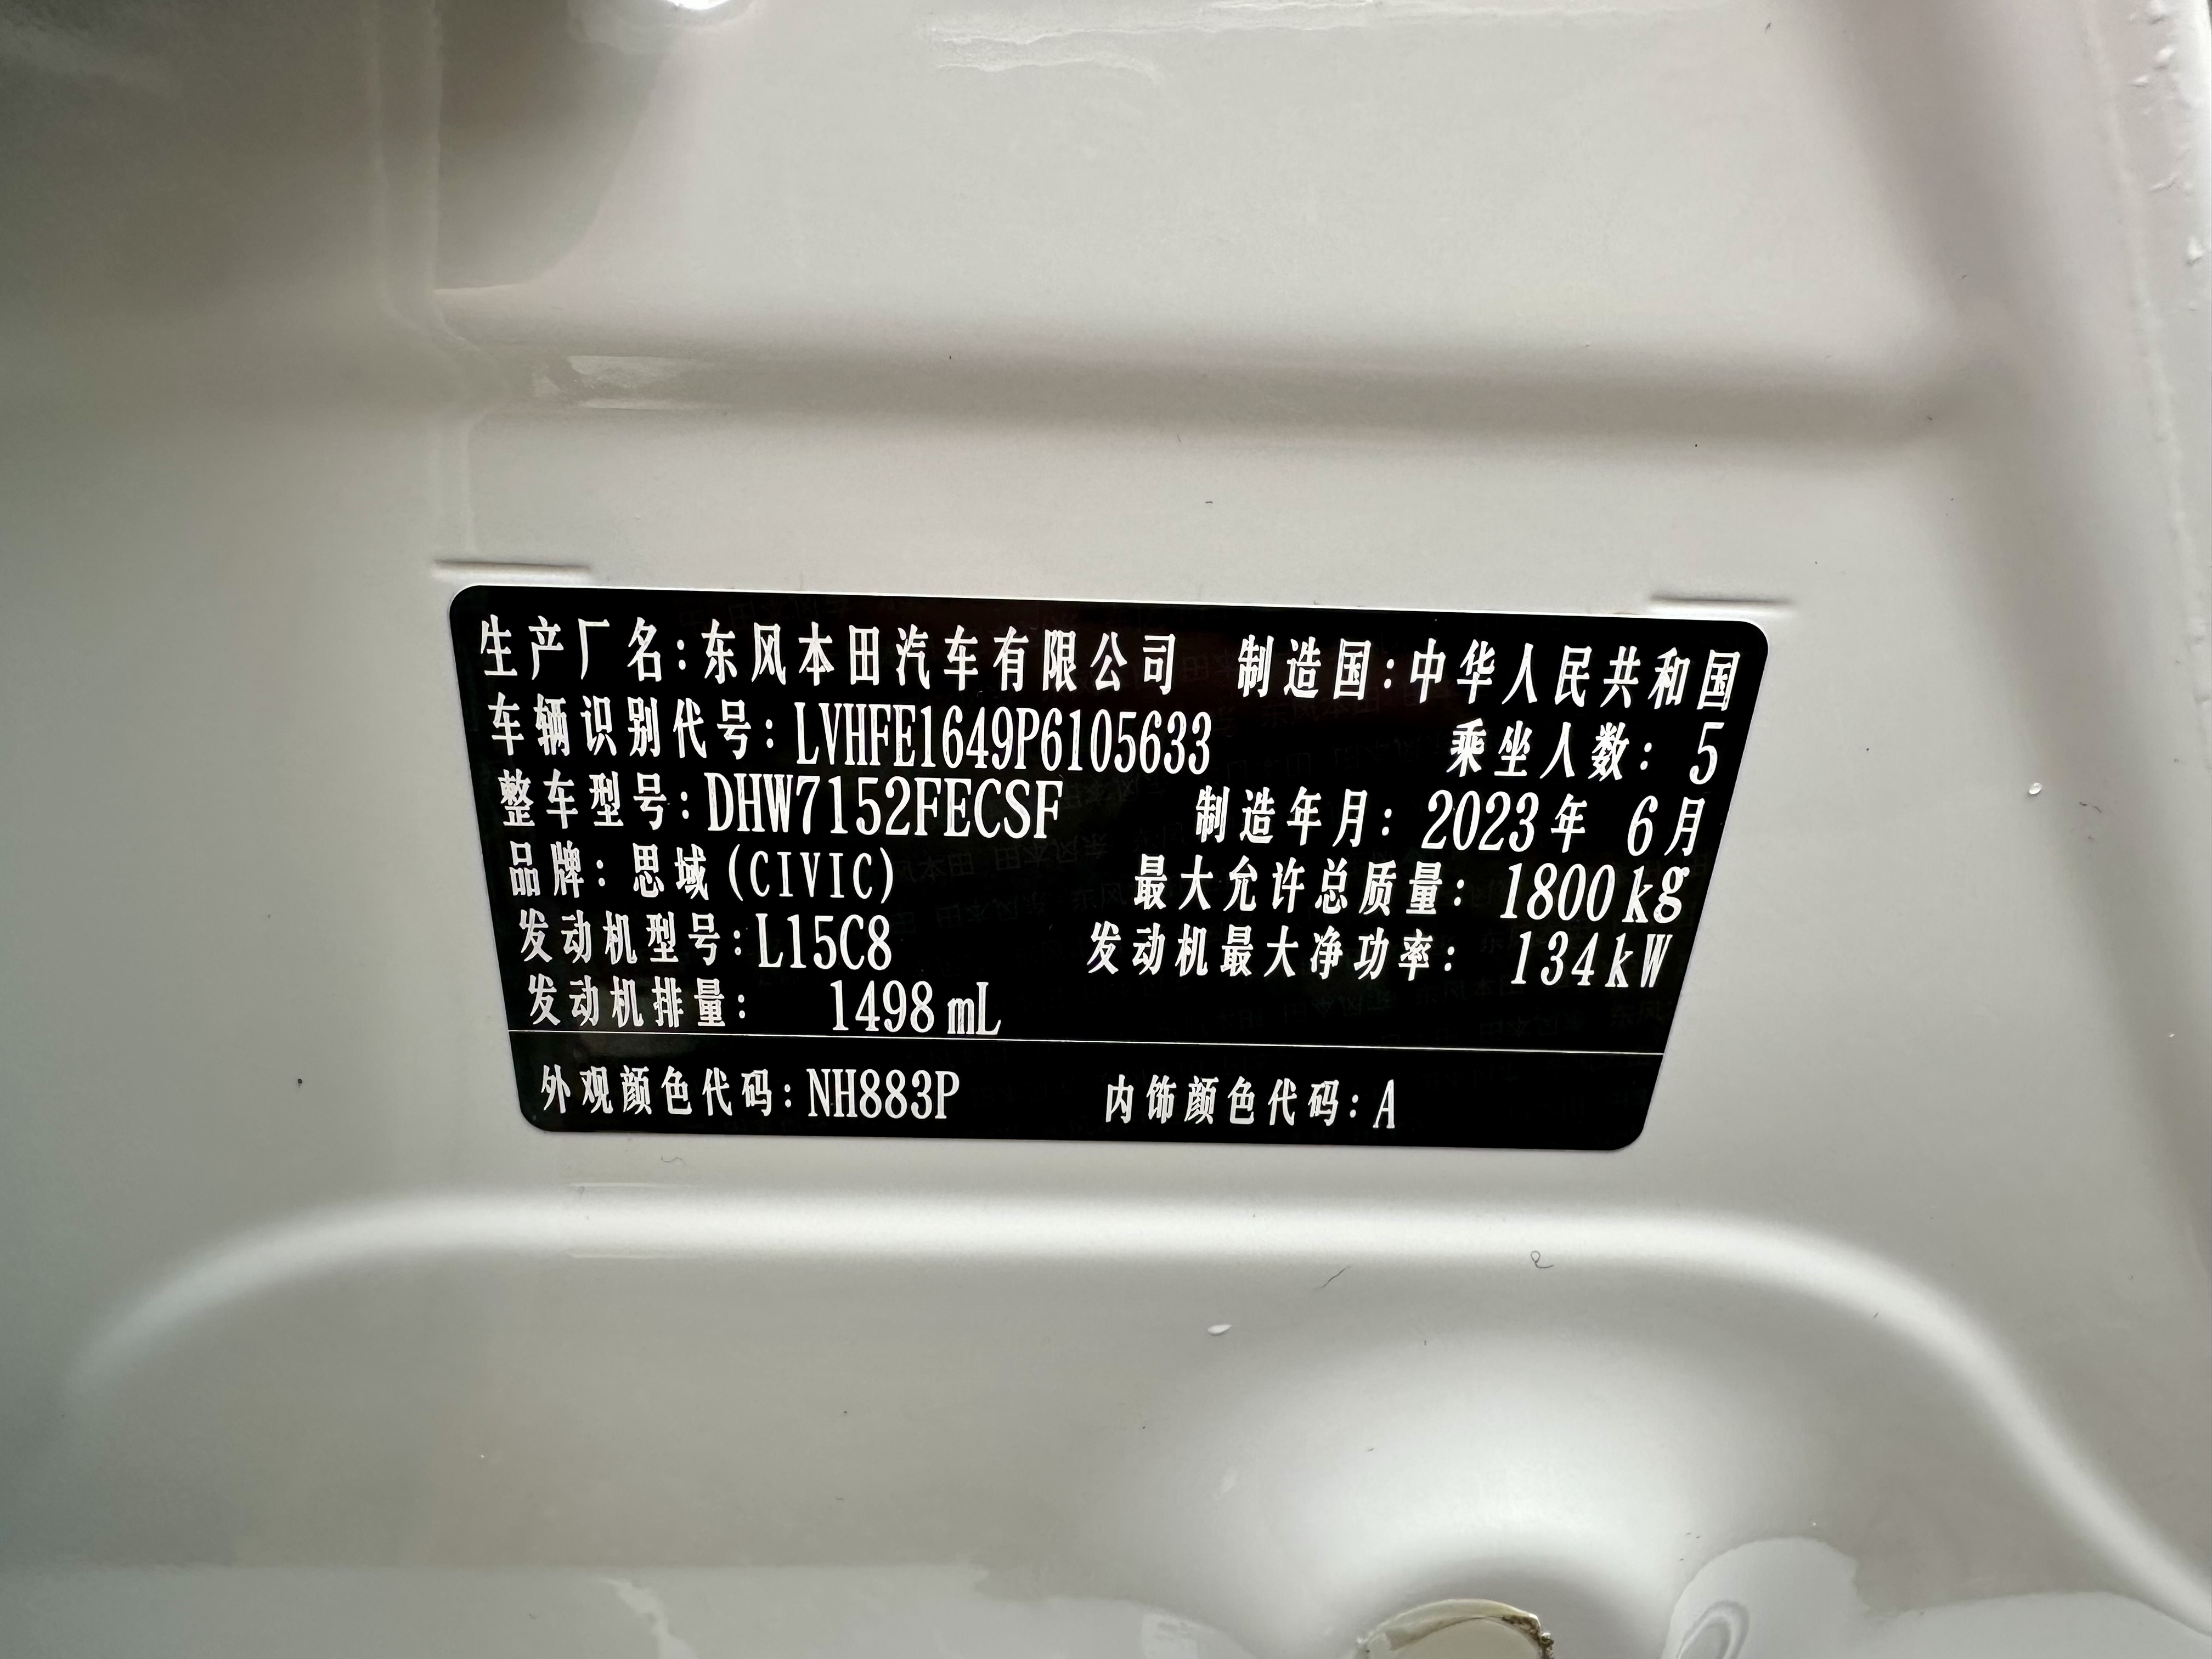 生产厂名:东风本田汽车有限公司 制造国:中华人民共和国
车辆识别代号:LVHFE1649P6105633 乘坐人数: 5
整车型号:DHW7152FECSF 制造年月: 2023年 6月
品牌: 思域(CIVIC) 最大允许总质量: 1800kg
发动机型号:L15C8 发动机最大净功率: 134kW
发动机排量: 1498mL
外观颜色代码:NH883P 内饰颜色代码:A